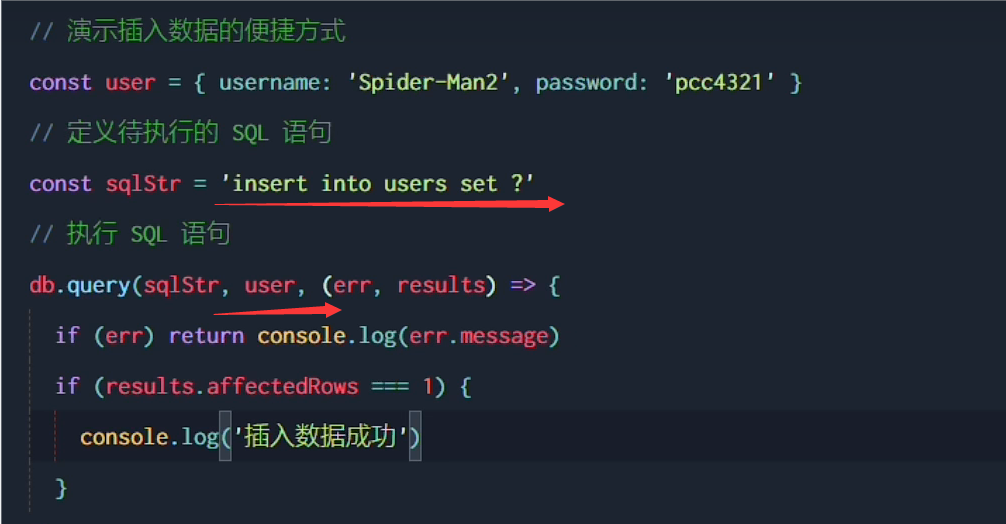 // 演示插入数据的便捷方式
const user = { username: 'Spider-Man2', password: 'pcc4321' }
// 定义待执行的 SQL 语句
const sqlStr = 'insert into users set ?'
// 执行 SQL 语句
db.query(sqlStr, user, (err, results) => {
if (err) return console.log(err.message)
if (results.affectedRows === 1) {
console.log('插入数据成功')
}